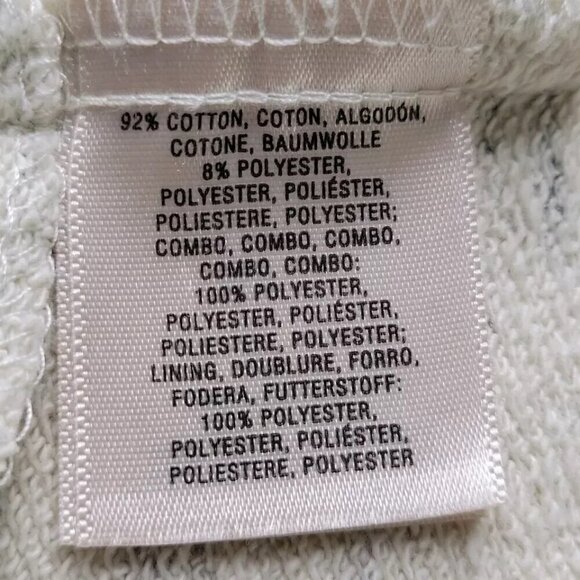 92% COTTON, COTON, ALGODÓN,
COTONE, BAUMWOLLE
8% POLYESTER,
POLYESTER, POLIÉSTER,
POLIESTERE, POLYESTER;
COMBO, COMBO, COMBO,
COMBO, COMBO:
100% POLYESTER,
POLYESTER, POLIÉSTER,
POLIESTERE, POLYESTER;
LINING, DOUBLURE, FORRO,
FODERA, FUTTERSTOFF:
100% POLYESTER,
POLYESTER, POLIÉSTER,
POLIESTERE, POLYESTER